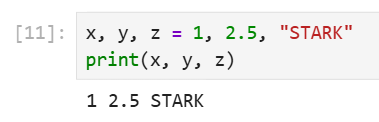 [11]: x, y, z = 1, 2.5, "STARK"
print(x, y, z)
1 2.5 STARK